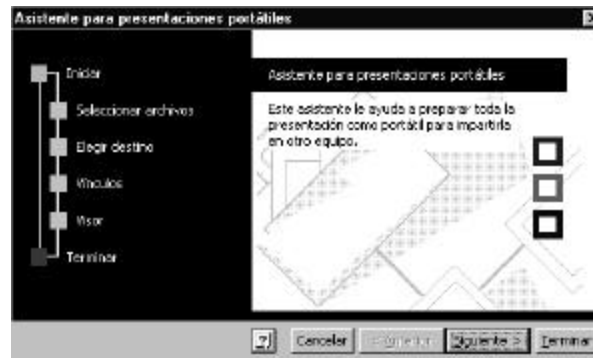 Asistente para presentaciones portátiles
Iniciar
Seleccionar archivos
Elegir destino
Vínculos
Visor
Terminar
Asistente para presentaciones portátiles
Este asistente le ayuda a preparar toda la
presentación como portátil para impartirla
en otro equipo.
Cancelar
< Anterior
Siguiente >
Terminar